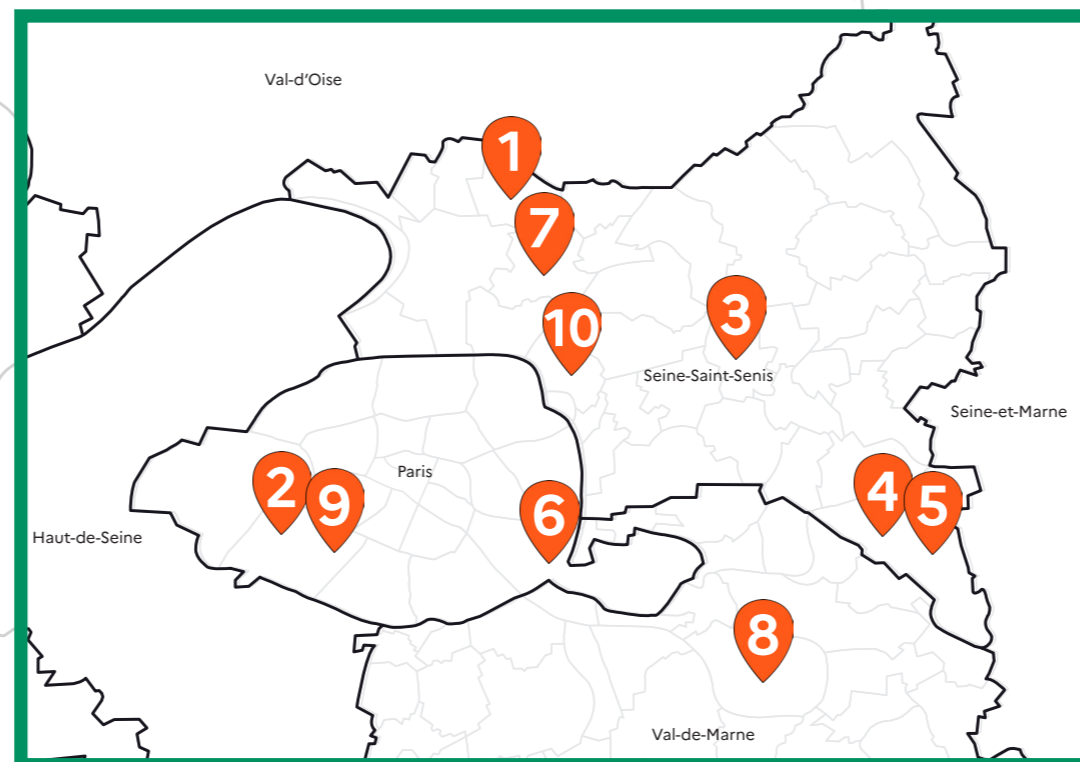 Val-d'Oise
1
7
10
3
Seine-Saint-Senis
Seine-et-Marne
Paris
2
9
6
4
5
Haut-de-Seine
8
Val-de-Marne